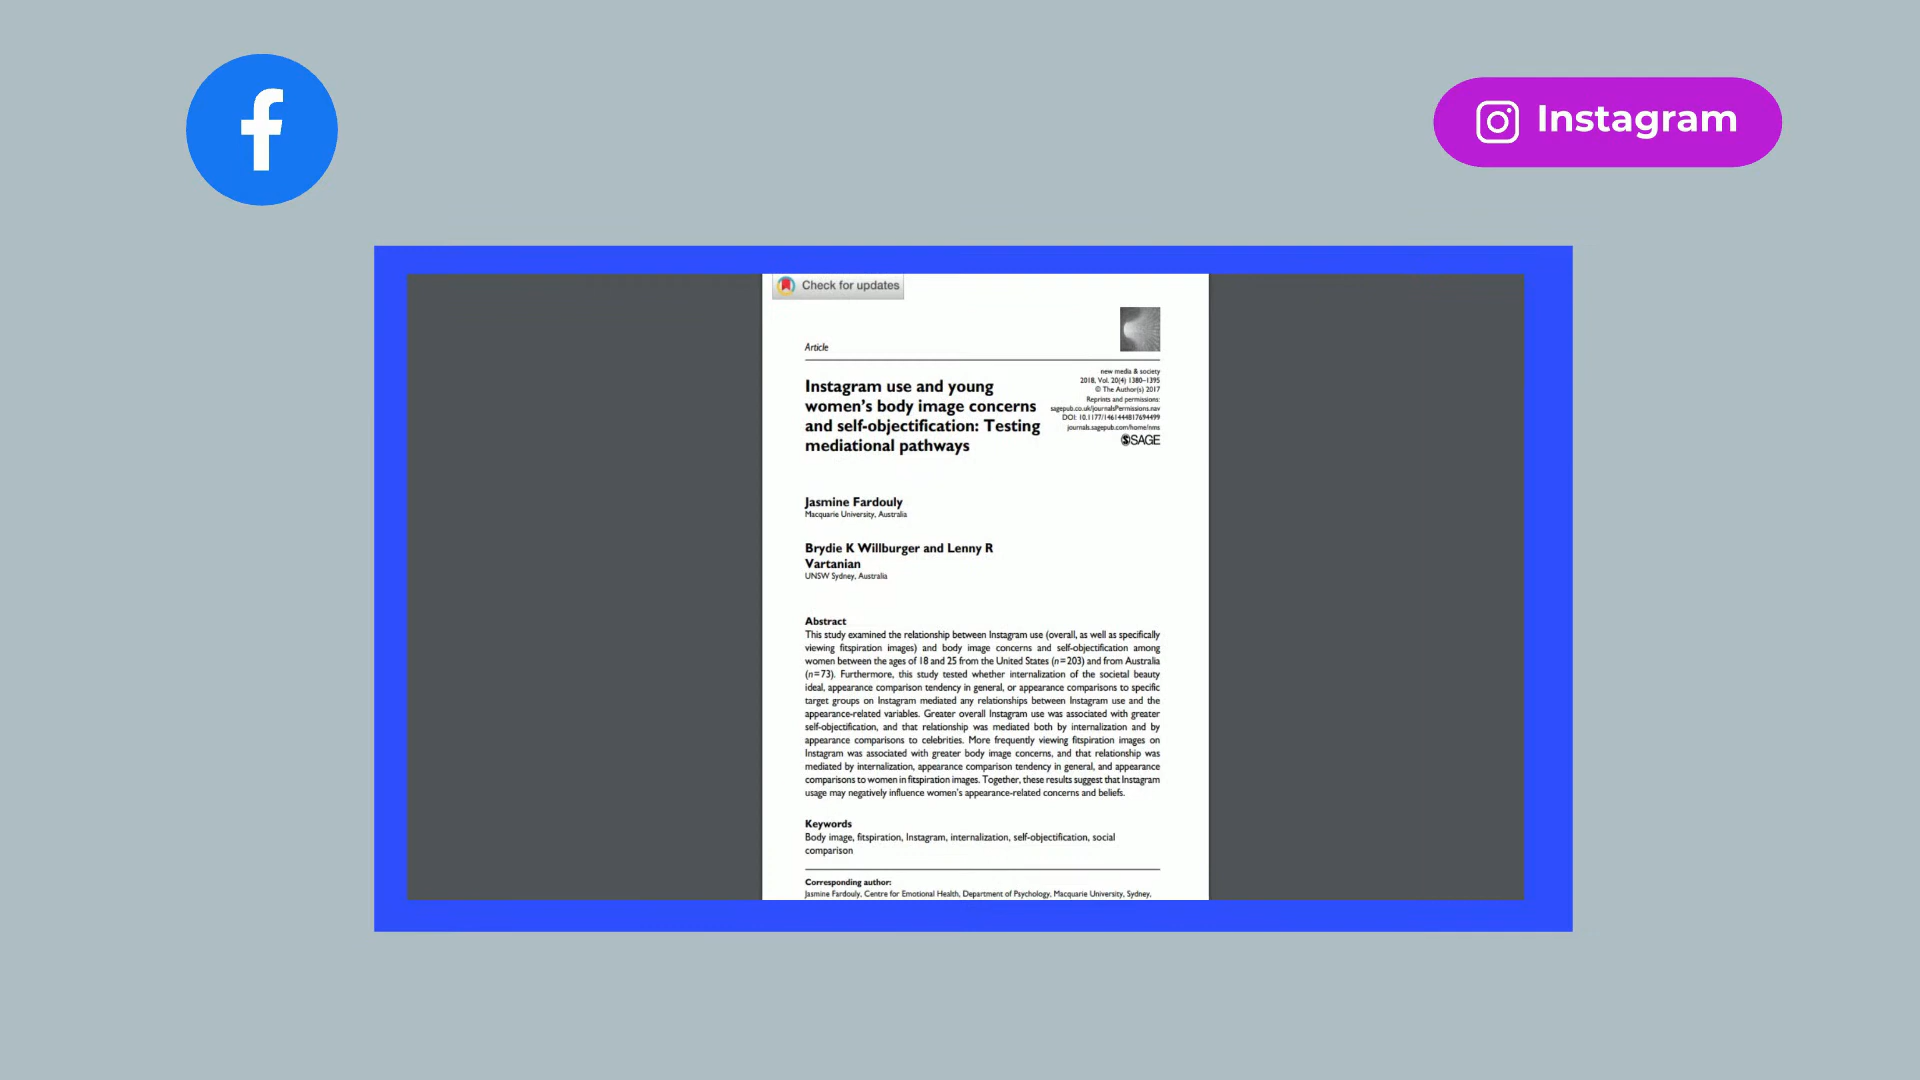 f
Instagram
Check for updates
Article
new media & society
2018, Vol. 20(4) 1380–1395
© The Author(s) 2017
Reprints and permissions:
sagepub.co.uk/journalsPermissions.nav
DOI: 10.1177/1461444817694499
journals.sagepub.com/home/nms
SAGE
Instagram use and young
women’s body image concerns
and self-objectification: Testing
mediational pathways
Jasmine Fardouly
Macquarie University, Australia
Brydie K Willburger and Lenny R
Vartanian
UNSW Sydney, Australia
Abstract
This study examined the relationship between Instagram use (overall, as well as specifically
viewing fitspiration images) and body image concerns and self-objectification among
women between the ages of 18 and 25 from the United States (n=203) and from Australia
(n=73). Furthermore, this study tested whether internalization of the societal beauty
ideal, appearance comparison tendency in general, or appearance comparisons to specific
target groups on Instagram mediated any relationships between Instagram use and the
appearance-related variables. Greater overall Instagram use was associated with greater
self-objectification, and that relationship was mediated both by internalization and by
appearance comparisons to celebrities. More frequently viewing fitspiration images on
Instagram was associated with greater body image concerns, and that relationship was
mediated by internalization, appearance comparison tendency in general, and appearance
comparisons to women in fitspiration images. Together, these results suggest that Instagram
usage may negatively influence women’s appearance-related concerns and beliefs.
Keywords
Body image, fitspiration, Instagram, internalization, self-objectification, social
comparison
Corresponding author:
Jasmine Fardouly, Centre for Emotional Health, Department of Psychology, Macquarie University, Sydney,